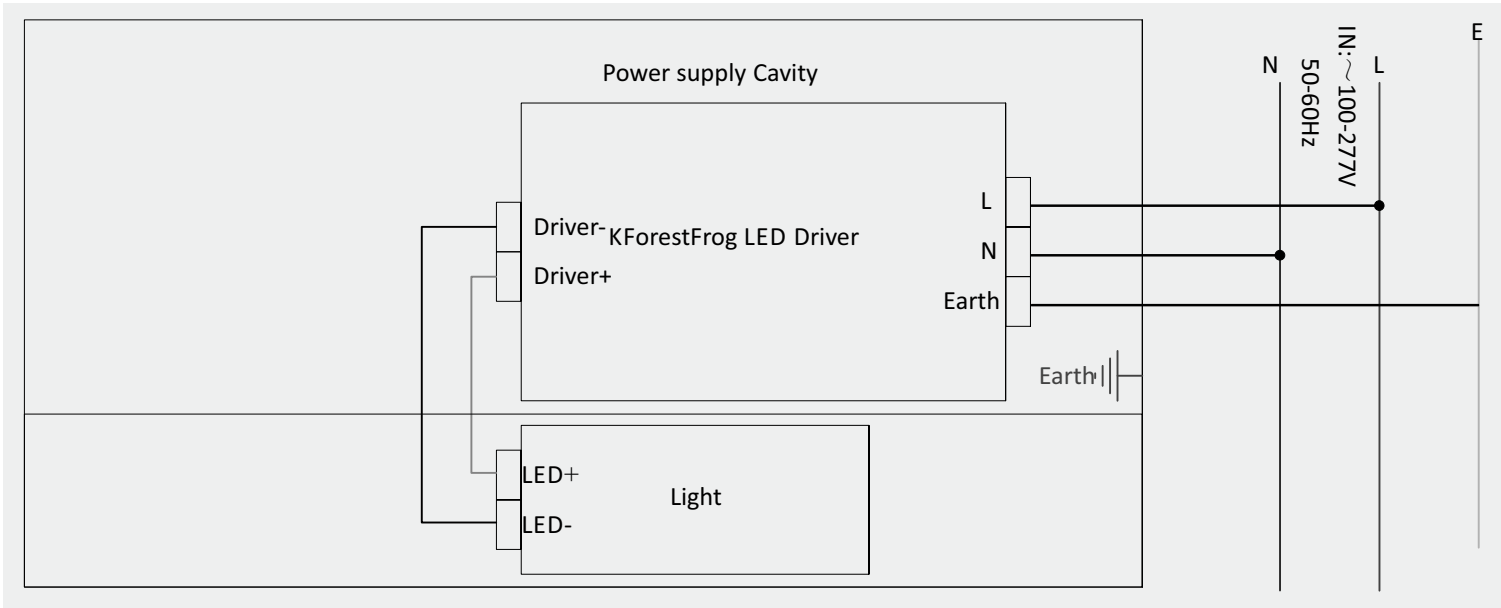 Power supply Cavity
Driver-
KForestFrog LED Driver
Driver+
L
N
Earth
Earth
LED+
LED-
Light
N
IN:～100-277V
50-60Hz
L
E